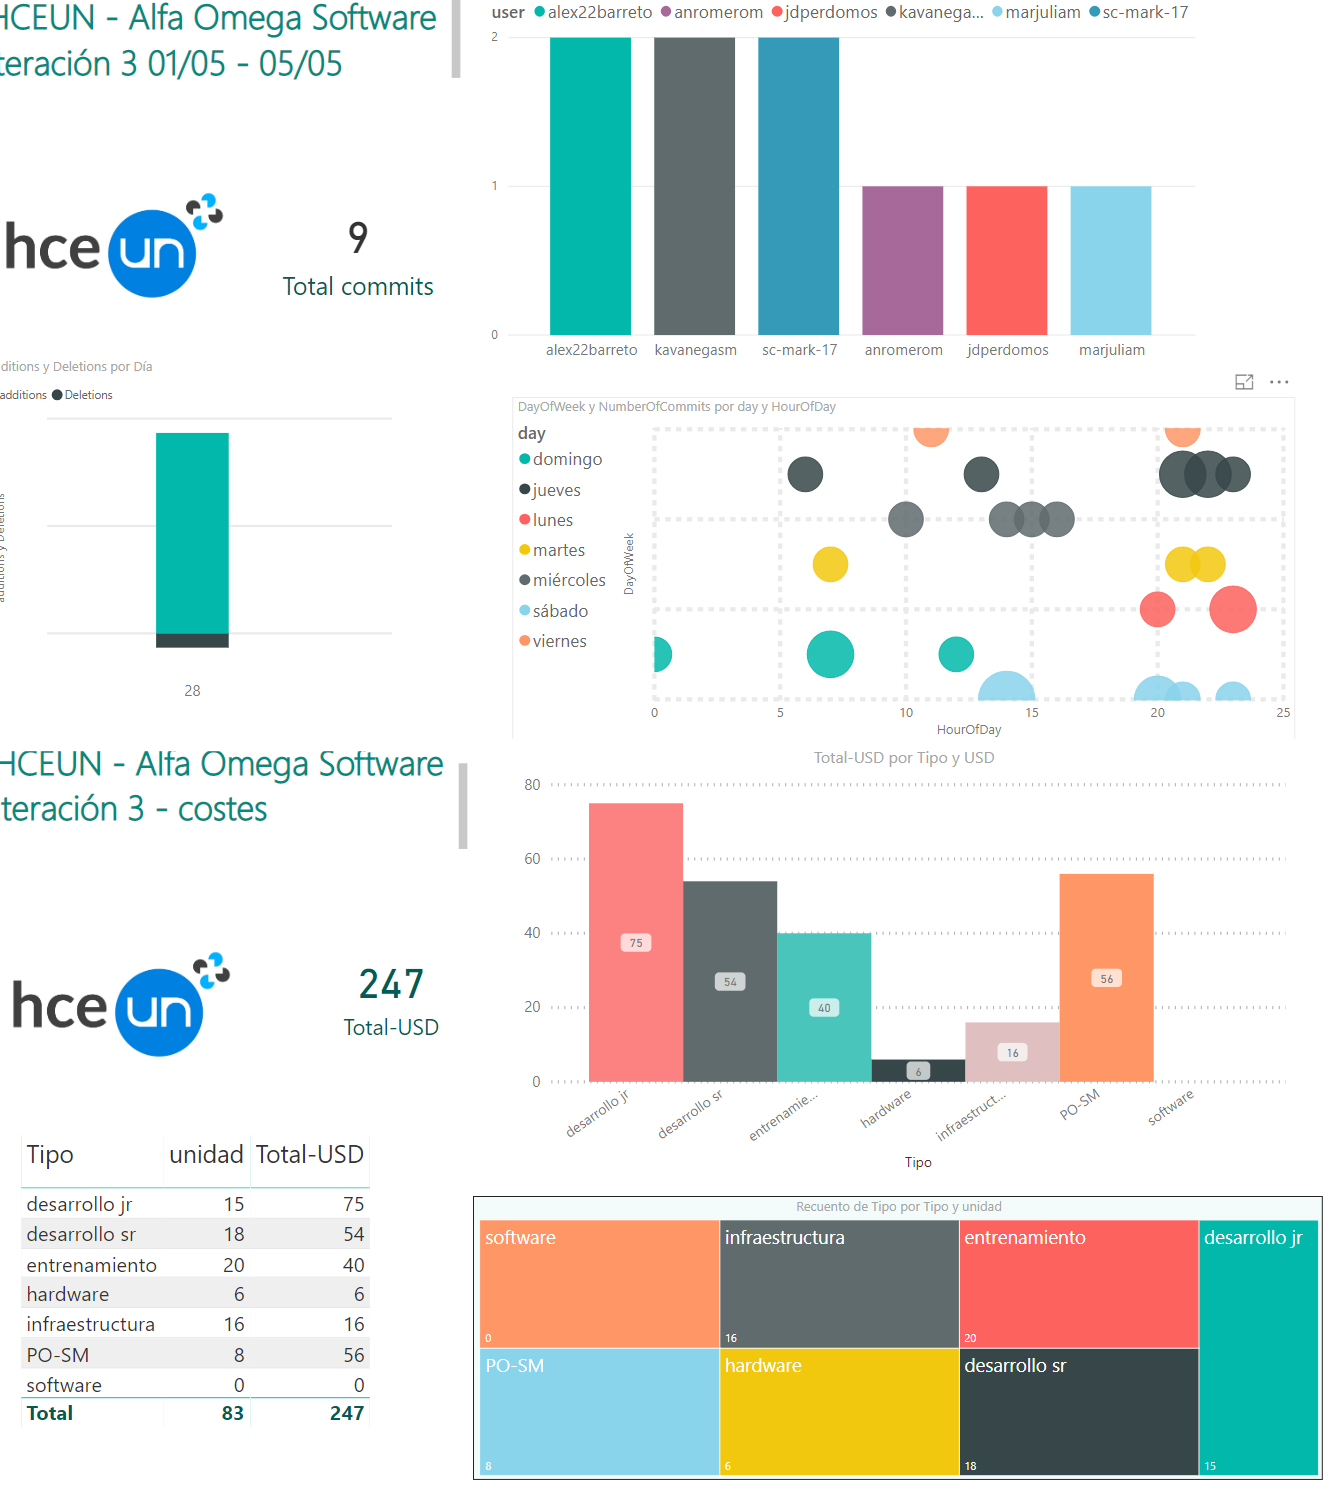 HCEUN - Alfa Omega Software
teración 3 01/05 - 05/05
hce un
9
Total commits
user alex22barreto anromerom jdperdomos kavanega... marjuliam sc-mark-17
2
1
0
alex22barreto kavanegasm sc-mark-17 anromerom jdperdomos marjuliam
ditions y Deletions por Día
additions Deletions
additions y Deletions
28
DayOfWeek y NumberOfCommits por day y HourOfDay
day
domingo
jueves
lunes
martes
miércoles
sábado
viernes
DayOfWeek
0 5 10 15 20 25
HourOfDay
HCEUN - Alfa Omega Software
teración 3 - costes
hce un
247
Total-USD
Total-USD por Tipo y USD
80
60
40
20
0
75
54
40
6
16
56
desarrollo jr desarrollo sr entrenamie... hardware infraestruct... PO-SM software
Tipo
Tipo unidad Total-USD
desarrollo jr 15 75
desarrollo sr 18 54
entrenamiento 20 40
hardware 6 6
infraestructura 16 16
PO-SM 8 56
software 0 0
Total 83 247
Recuento de Tipo por Tipo y unidad
software
0
infraestructura
16
entrenamiento
20
desarrollo jr
15
PO-SM
8
hardware
6
desarrollo sr
18